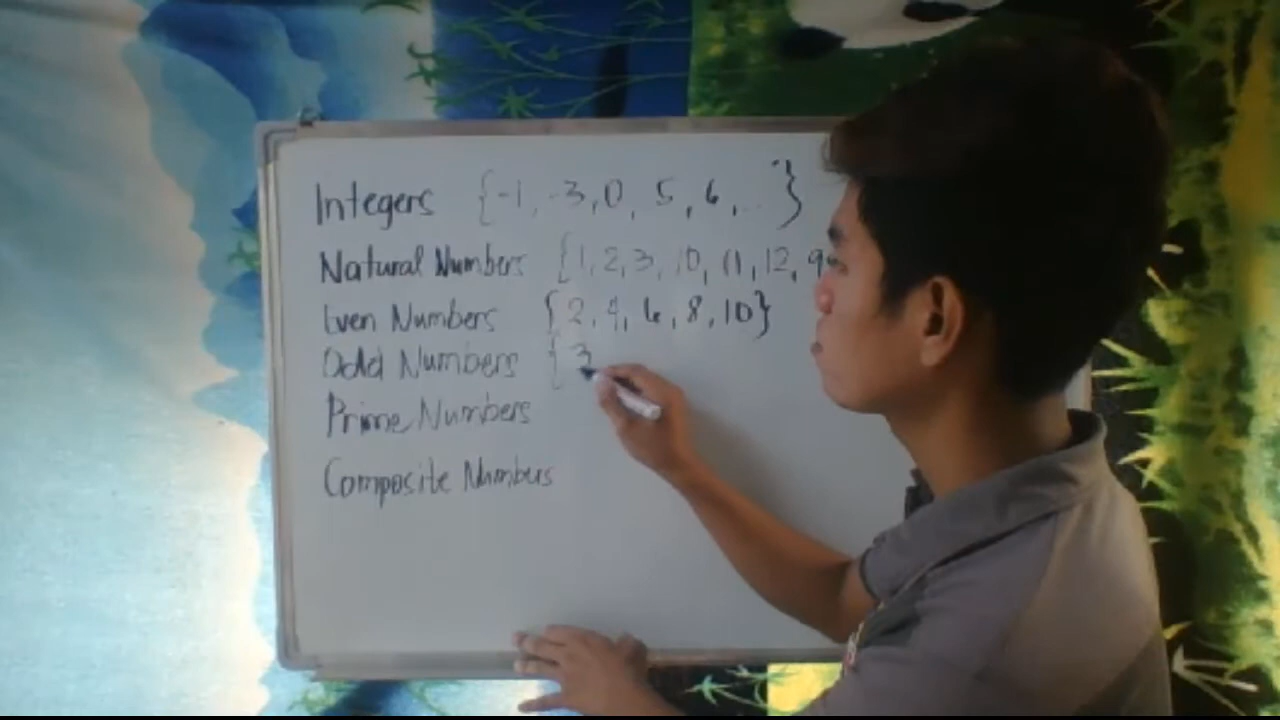 Integers {-1, -3, 0, 5, 6, ...}
Natural Numbers {1, 2, 3, 10, 11, 12, 9
Even Numbers {2, 4, 6, 8, 10}
Odd Numbers { 3
Prime Numbers
Composite Numbers